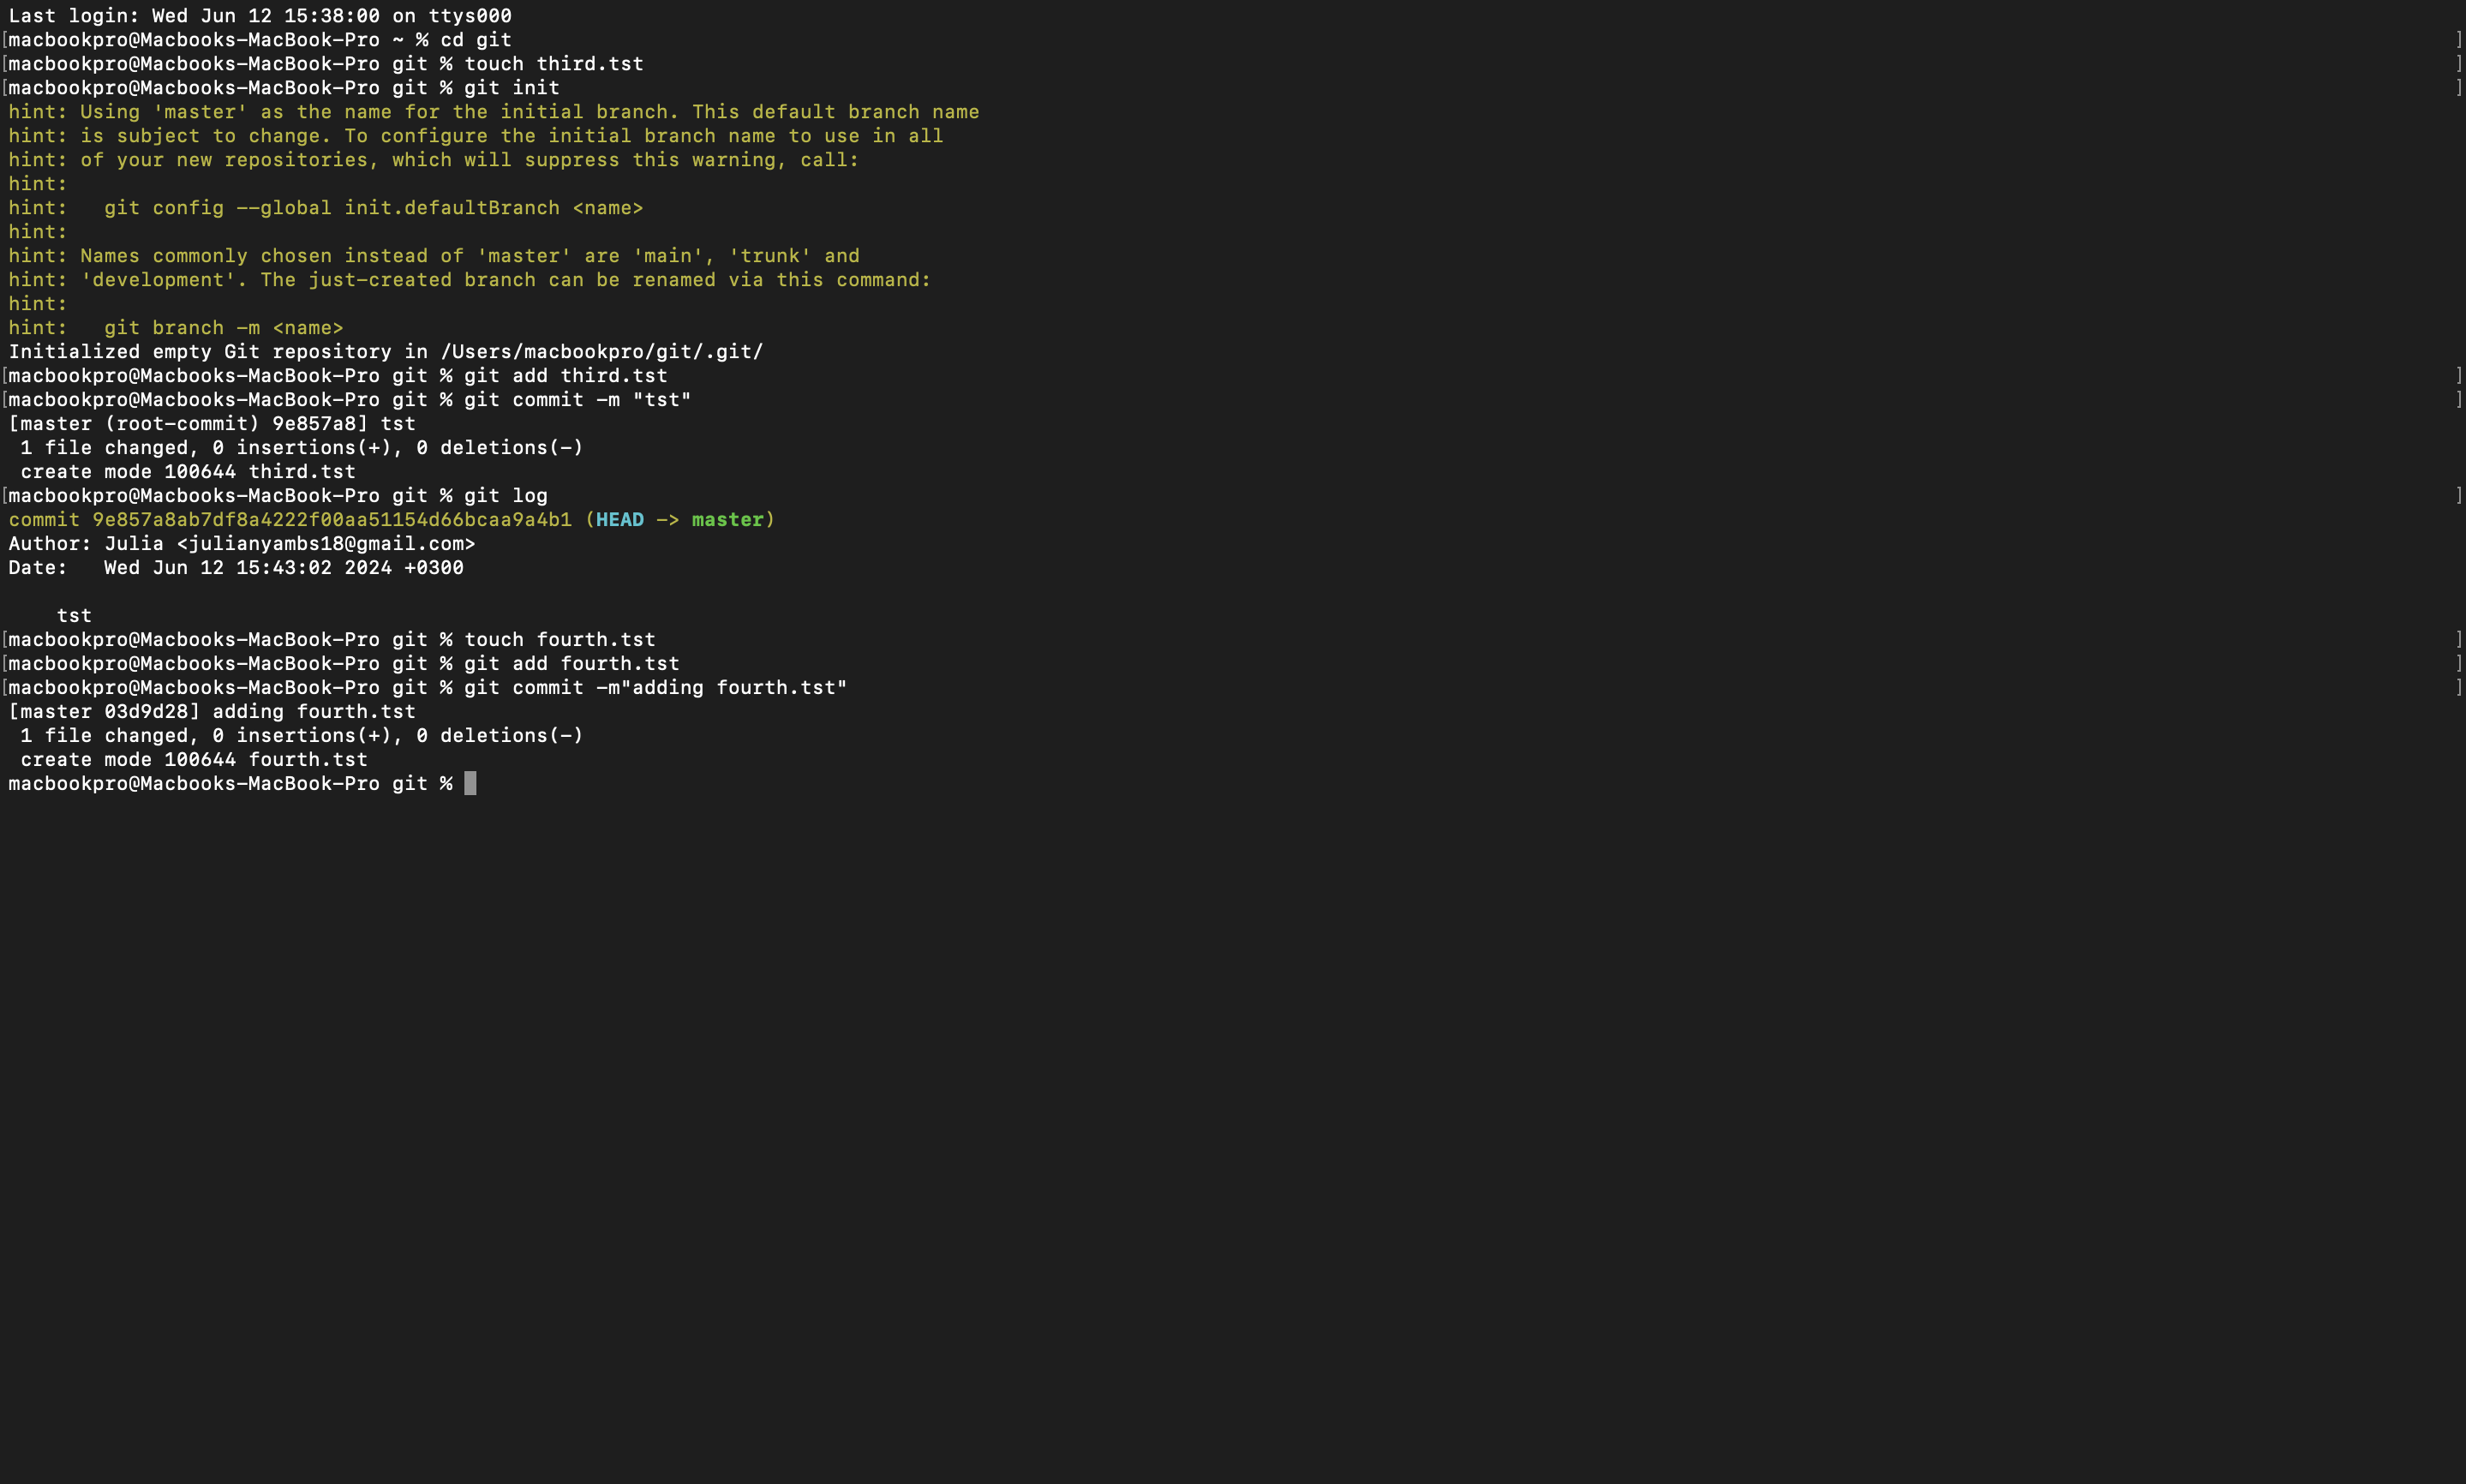 Last login: Wed Jun 12 15:38:00 on ttys000
[macbookpro@Macbooks-MacBook-Pro ~ % cd git ]
[macbookpro@Macbooks-MacBook-Pro git % touch third.tst ]
[macbookpro@Macbooks-MacBook-Pro git % git init ]
hint: Using 'master' as the name for the initial branch. This default branch name
hint: is subject to change. To configure the initial branch name to use in all
hint: of your new repositories, which will suppress this warning, call:
hint:
hint:   git config --global init.defaultBranch <name>
hint:
hint: Names commonly chosen instead of 'master' are 'main', 'trunk' and
hint: 'development'. The just-created branch can be renamed via this command:
hint:
hint:   git branch -m <name>
Initialized empty Git repository in /Users/macbookpro/git/.git/
[macbookpro@Macbooks-MacBook-Pro git % git add third.tst ]
[macbookpro@Macbooks-MacBook-Pro git % git commit -m "tst" ]
[master (root-commit) 9e857a8] tst
 1 file changed, 0 insertions(+), 0 deletions(-)
 create mode 100644 third.tst
[macbookpro@Macbooks-MacBook-Pro git % git log ]
commit 9e857a8ab7df8a4222f00aa51154d66bcaa9a4b1 (HEAD -> master)
Author: Julia <julianyambs18@gmail.com>
Date:   Wed Jun 12 15:43:02 2024 +0300

    tst
[macbookpro@Macbooks-MacBook-Pro git % touch fourth.tst ]
[macbookpro@Macbooks-MacBook-Pro git % git add fourth.tst ]
[macbookpro@Macbooks-MacBook-Pro git % git commit -m"adding fourth.tst" ]
[master 03d9d28] adding fourth.tst
 1 file changed, 0 insertions(+), 0 deletions(-)
 create mode 100644 fourth.tst
macbookpro@Macbooks-MacBook-Pro git %